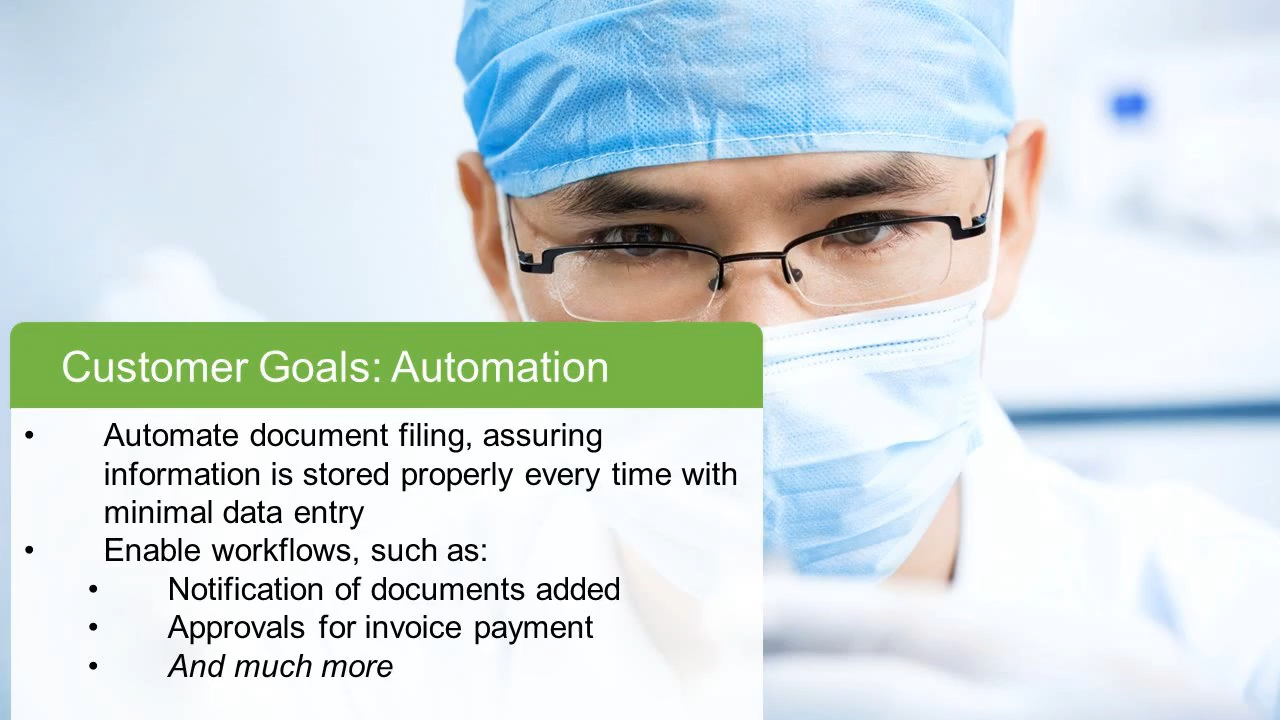 Customer Goals: Automation
• Automate document filing, assuring
information is stored properly every time with
minimal data entry
• Enable workflows, such as:
• Notification of documents added
• Approvals for invoice payment
• And much more